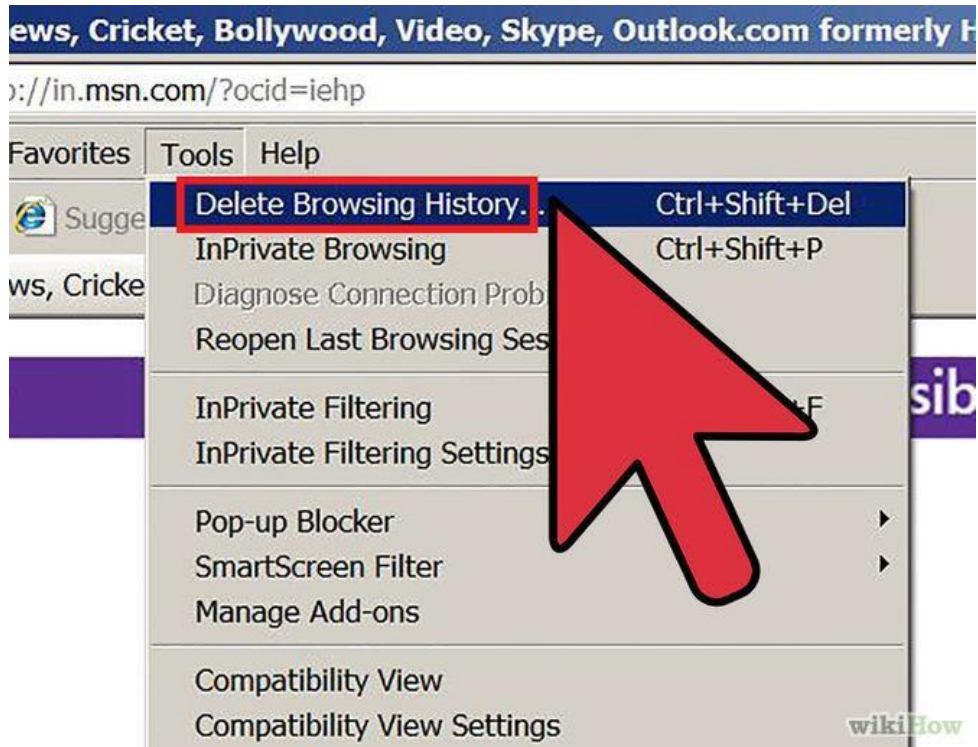 ews, Cricket, Bollywood, Video, Skype, Outlook.com formerly H
://in.msn.com/?ocid=iehp
Favorites Tools Help
Sugge
Delete Browsing History... Ctrl+Shift+Del
InPrivate Browsing Ctrl+Shift+P
ws, Cricke
Diagnose Connection Prob
Reopen Last Browsing Ses
InPrivate Filtering +F
sib
InPrivate Filtering Settings
Pop-up Blocker
SmartScreen Filter
Manage Add-ons
Compatibility View
Compatibility View Settings
wikiHow